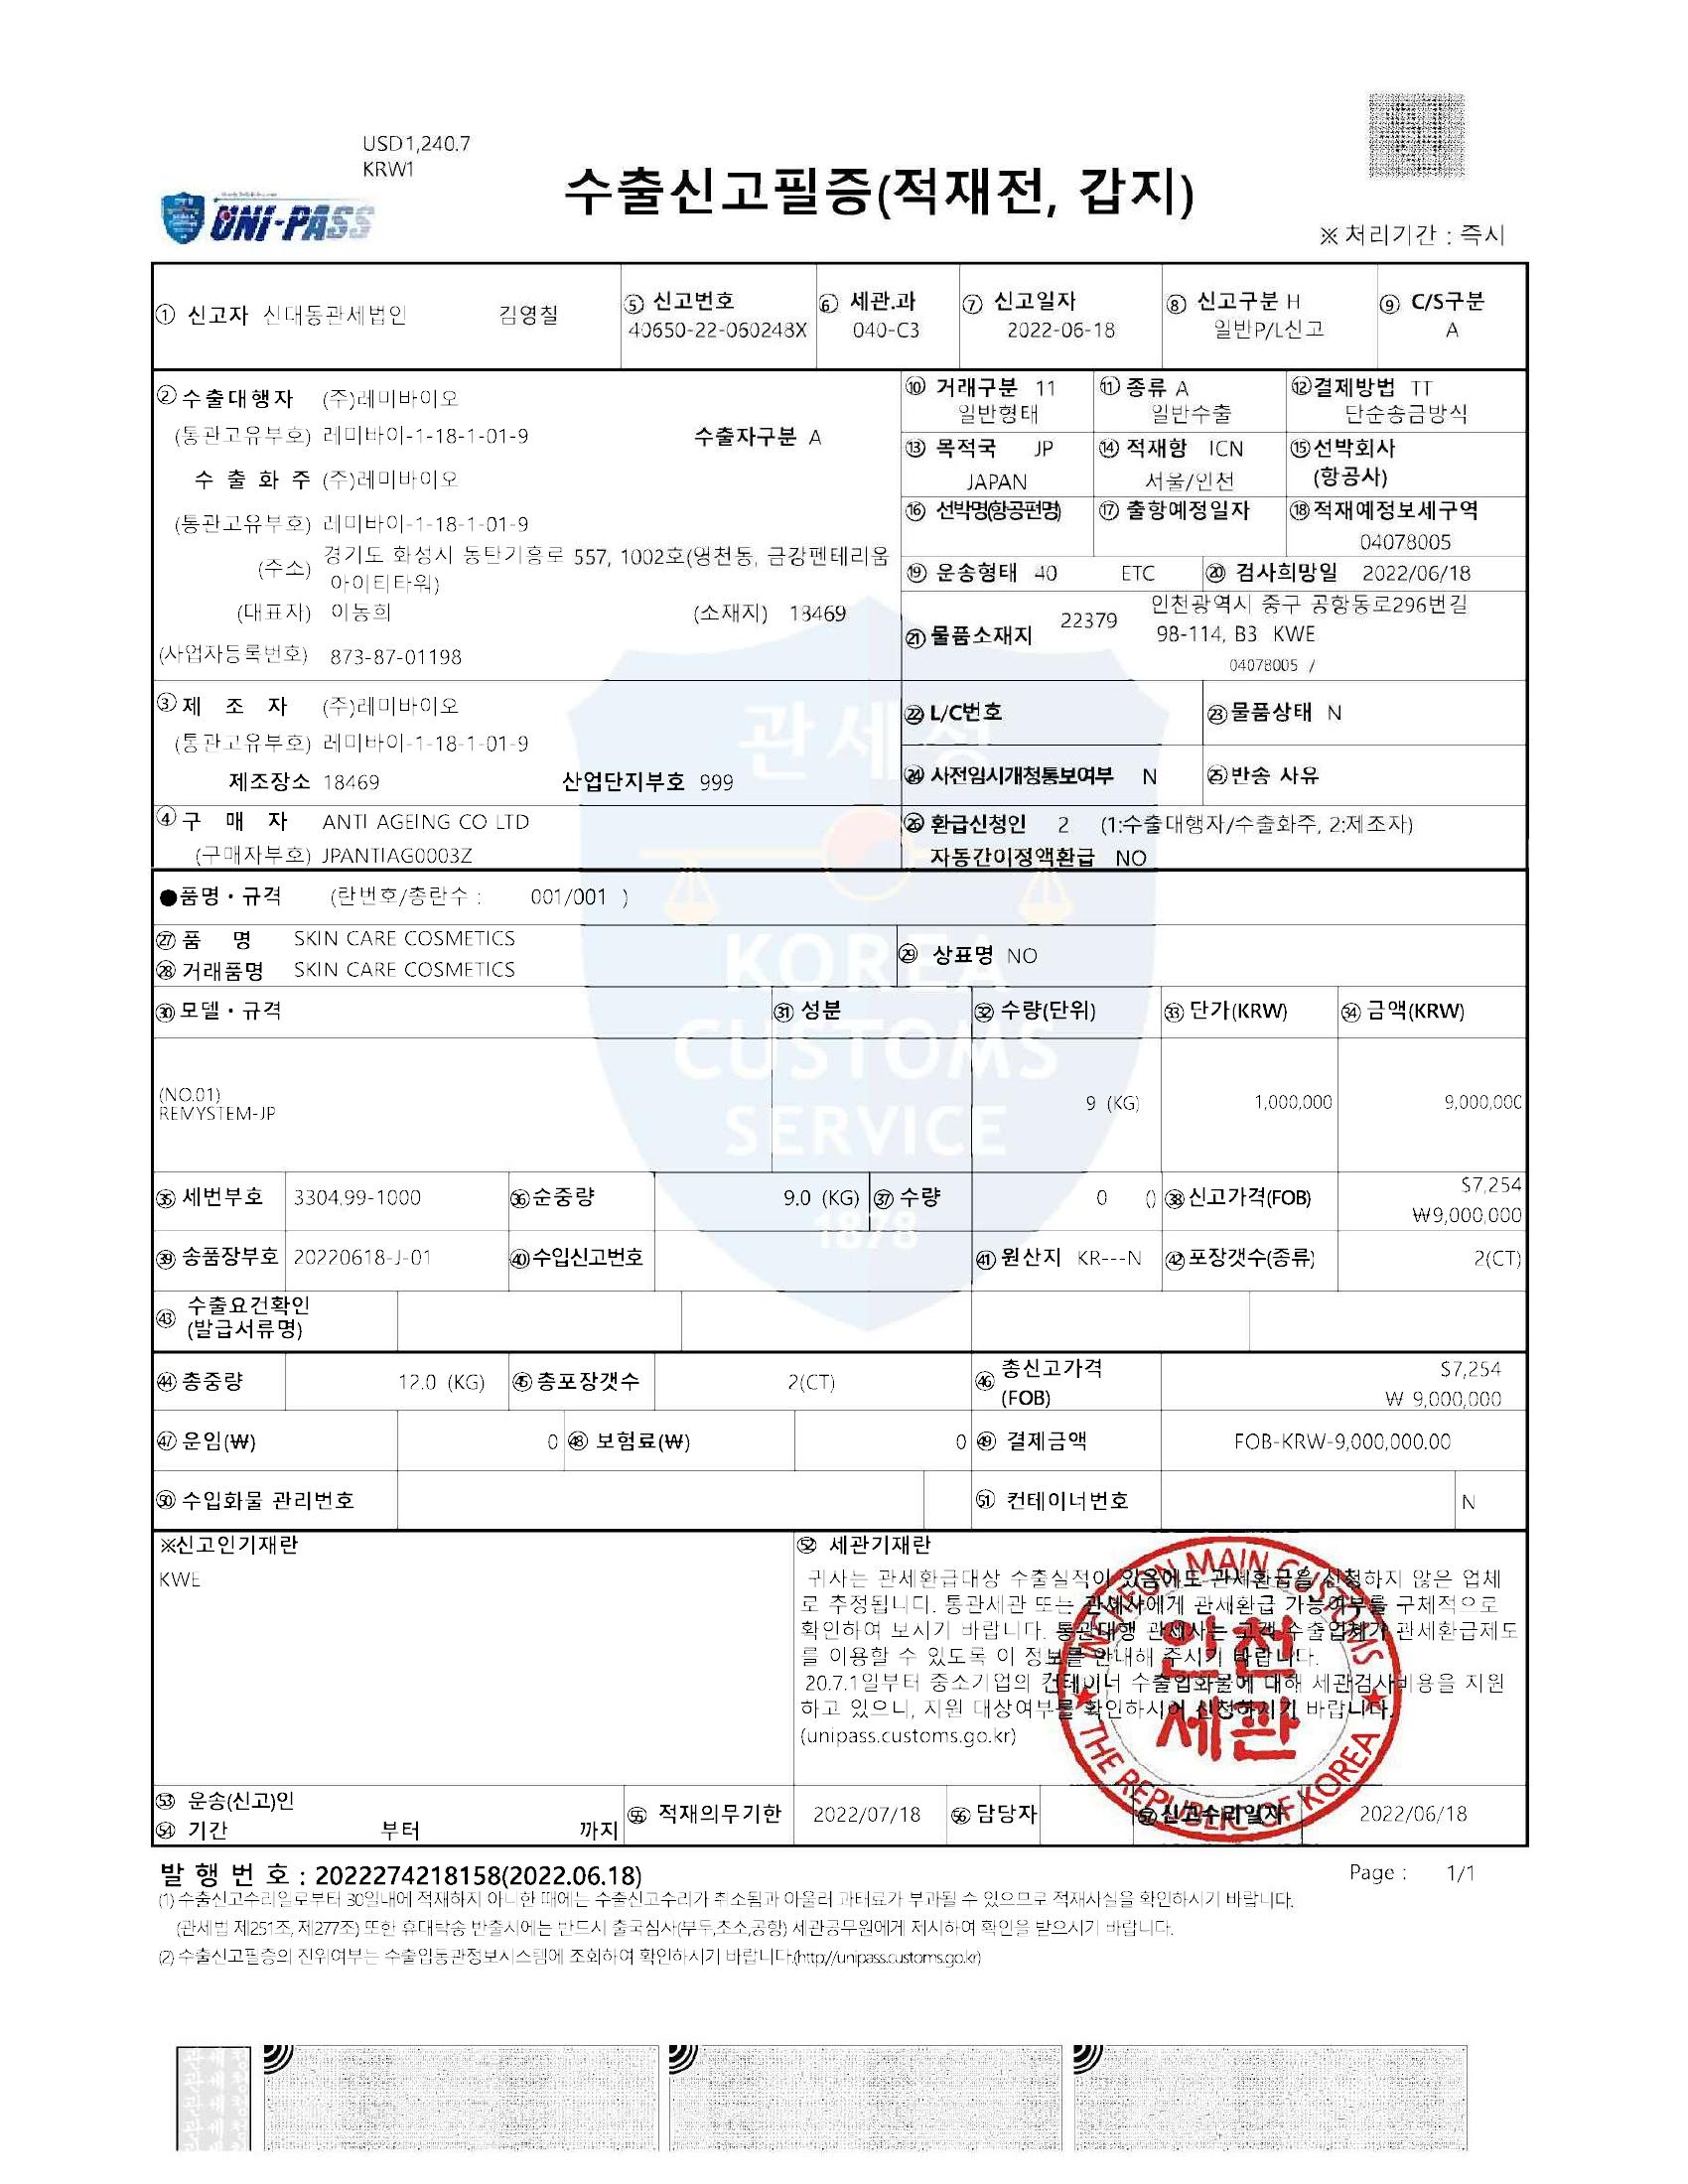 USD1,240.7
KRW1
UNI-PASS
수출신고필증(적재전, 갑지)
※ 처리기간 : 즉시
① 신고자 신대동관세법인 김영칠
⑤ 신고번호
40650-22-060248X
⑥ 세관.과
040-C3
⑦ 신고일자
2022-06-18
⑧ 신고구분 H
일반P/L신고
⑨ C/S구분
A
② 수출대행자 (주)레미바이오
(통관고유부호) 레미바이-1-18-1-01-9 수출자구분 A
수 출 화 주 (주)레미바이오
(통관고유부호) 레미바이-1-18-1-01-9
(주소) 경기도 화성시 동탄기흥로 557, 1002호(영천동, 금강펜테리움
아이티타워)
(대표자) 이농희 (소재지) 18469
(사업자등록번호) 873-87-01198
⑩ 거래구분 11
일반형태
⑪ 종류 A
일반수출
⑫ 결제방법 TT
단순송금방식
⑬ 목적국 JP
JAPAN
⑭ 적재항 ICN
서울/인천
⑮ 선박회사
(항공사)
⑯ 선박명(항공편명)
⑰ 출항예정일자
⑱ 적재예정보세구역
04078005
⑲ 운송형태 40 ETC
⑳ 검사희망일 2022/06/18
㉑ 물품소재지 22379 인천광역시 중구 공항동로296번길
98-114, B3 KWE
04078005 /
③ 제 조 자 (주)레미바이오
(통관고유부호) 레미바이-1-18-1-01-9
제조장소 18469 산업단지부호 999
㉒ L/C번호
㉓ 물품상태 N
㉔ 사전임시개청통보여부 N
㉕ 반송 사유
④ 구 매 자 ANTI AGEING CO LTD
(구매자부호) JPANTIAG0003Z
㉖ 환급신청인 2 (1:수출대행자/수출화주, 2:제조자)
자동간이정액환급 NO
●품명・규격 (란번호/총란수 : 001/001 )
㉗ 품 명 SKIN CARE COSMETICS
㉘ 거래품명 SKIN CARE COSMETICS
㉙ 상표명 NO
㉚ 모델・규격
㉛ 성분
㉜ 수량(단위)
㉝ 단가(KRW)
㉞ 금액(KRW)
(NO.01)
REMYSTEM-JP
9 (KG)
1,000,000
9,000,000
㉟ 세번부호 3304.99-1000
㊱ 순중량 9.0 (KG)
㊲ 수량 0 ()
㊳ 신고가격(FOB) $7,254
₩9,000,000
㊴ 송품장부호 20220618-J-01
㊵ 수입신고번호
㊶ 원산지 KR---N
㊷ 포장갯수(종류) 2(CT)
㊸ 수출요건확인
(발급서류명)
㊹ 총중량 12.0 (KG)
㊺ 총포장갯수 2(CT)
㊻ 총신고가격
(FOB)
$7,254
₩ 9,000,000
㊼ 운임(₩) 0
㊽ 보험료(₩) 0
㊾ 결제금액 FOB-KRW-9,000,000.00
㊿ 수입화물 관리번호
51 컨테이너번호 N
※신고인기재란
KWE
52 세관기재란
귀사는 관세환급대상 수출실적이 있음에도 관세환급을 신청하지 않은 업체
로 추정됩니다. 통관세관 또는 관세사에게 관세환급 가능여부를 구체적으로
확인하여 보시기 바랍니다. 통관대행 관세사는 고객 수출업체가 관세환급제도
를 이용할 수 있도록 이 정보를 안내해 주시기 바랍니다.
20.7.1일부터 중소기업의 컨테이너 수출입화물에 대해 세관검사비용을 지원
하고 있으니, 지원 대상여부를 확인하시어 신청하시기 바랍니다.
(unipass.customs.go.kr)
INCHEON MAIN CUSTOMS
인천
세관
THE REPUBLIC OF KOREA
53 운송(신고)인
54 기간 부터 까지
55 적재의무기한 2022/07/18
56 담당자
57 신고수리일자 2022/06/18
발 행 번 호 : 2022274218158(2022.06.18)
Page : 1/1
(1) 수출신고수리일로부터 30일내에 적재하지 아니한 때에는 수출신고수리가 취소됨과 아울러 과태료가 부과될 수 있으므로 적재사실을 확인하시기 바랍니다.
(관세법 제251조, 제277조) 또한 휴대탁송 반출시에는 반드시 출국심사(부두,초소,공항) 세관공무원에게 제시하여 확인을 받으시기 바랍니다.
(2) 수출신고필증의 진위여부는 수출입통관정보시스템에 조회하여 확인하시기 바랍니다.(http://unipass.customs.go.kr)
관세청
KOREA
CUSTOMS
SERVICE
1878